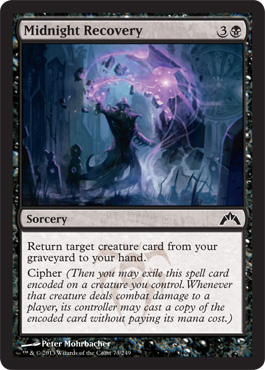 Midnight Recovery 3
Sorcery
Return target creature card from your
graveyard to your hand.
Cipher (Then you may exile this spell card
encoded on a creature you control. Whenever
that creature deals combat damage to a
player, its controller may cast a copy of the
encoded card without paying its mana cost.)
Peter Mohrbacher
™ & © 2013 Wizards of the Coast 73/249